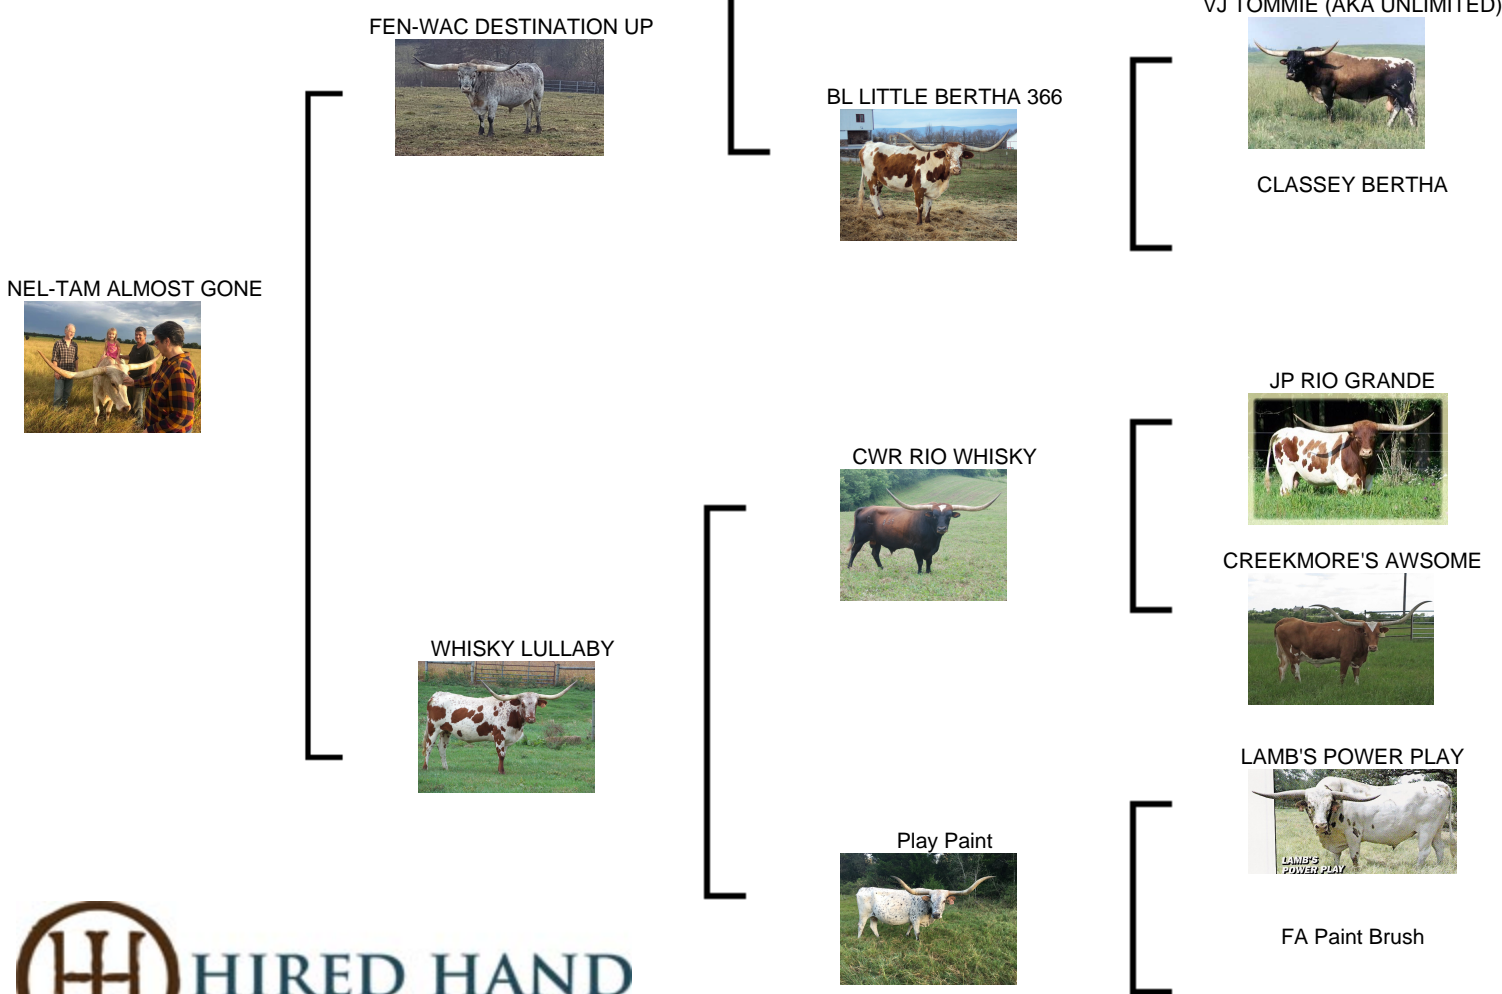 VJ TOMMIE (AKA UNLIMITED)
FEN-WAC DESTINATION UP
BL LITTLE BERTHA 366
CLASSEY BERTHA
NEL-TAM ALMOST GONE
JP RIO GRANDE
CWR RIO WHISKY
CREEKMORE'S AWSOME
WHISKY LULLABY
LAMB'S POWER PLAY
Play Paint
LAMB'S
POWER PLAY
FA Paint Brush
HIRED HAND